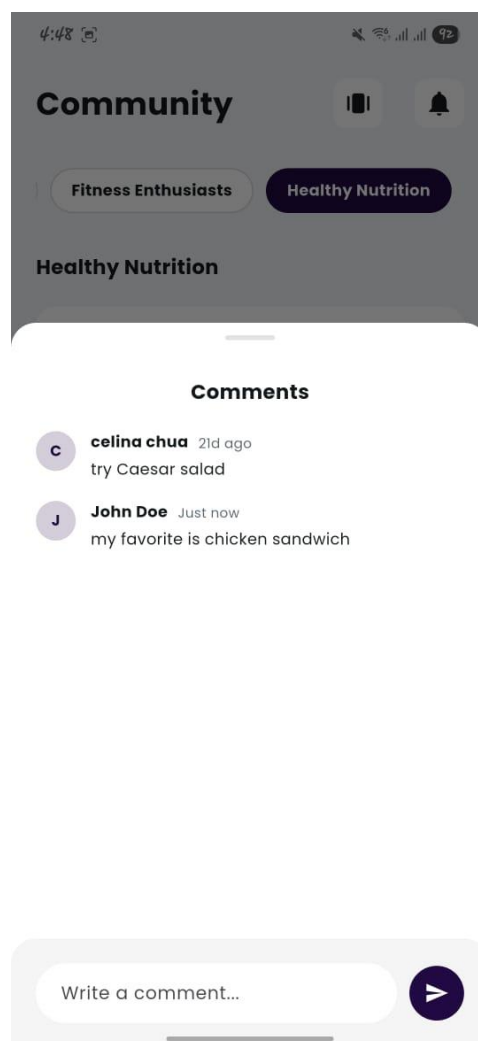 4:48
92
Community
Fitness Enthusiasts
Healthy Nutrition
Healthy Nutrition
Comments
C
celina chua 21d ago
try Caesar salad
J
John Doe Just now
my favorite is chicken sandwich
Write a comment...